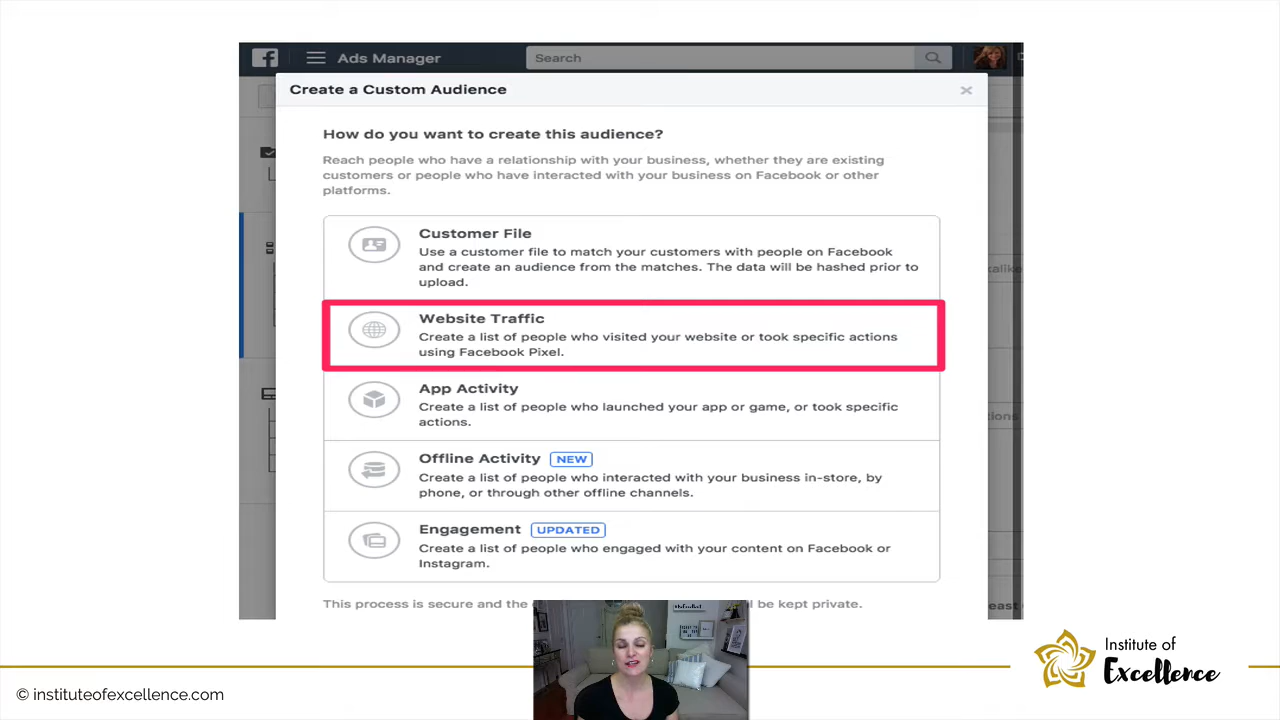 Ads Manager
Search
Create a Custom Audience
How do you want to create this audience?
Reach people who have a relationship with your business, whether they are existing
customers or people who have interacted with your business on Facebook or other
platforms.
Customer File
Use a customer file to match your customers with people on Facebook
and create an audience from the matches. The data will be hashed prior to
upload.
Website Traffic
Create a list of people who visited your website or took specific actions
using Facebook Pixel.
App Activity
Create a list of people who launched your app or game, or took specific
actions.
Offline Activity NEW
Create a list of people who interacted with your business in-store, by
phone, or through other offline channels.
Engagement UPDATED
Create a list of people who engaged with your content on Facebook or
Instagram.
This process is secure and the be kept private.
Institute of
Excellence
© instituteofexcellence.com